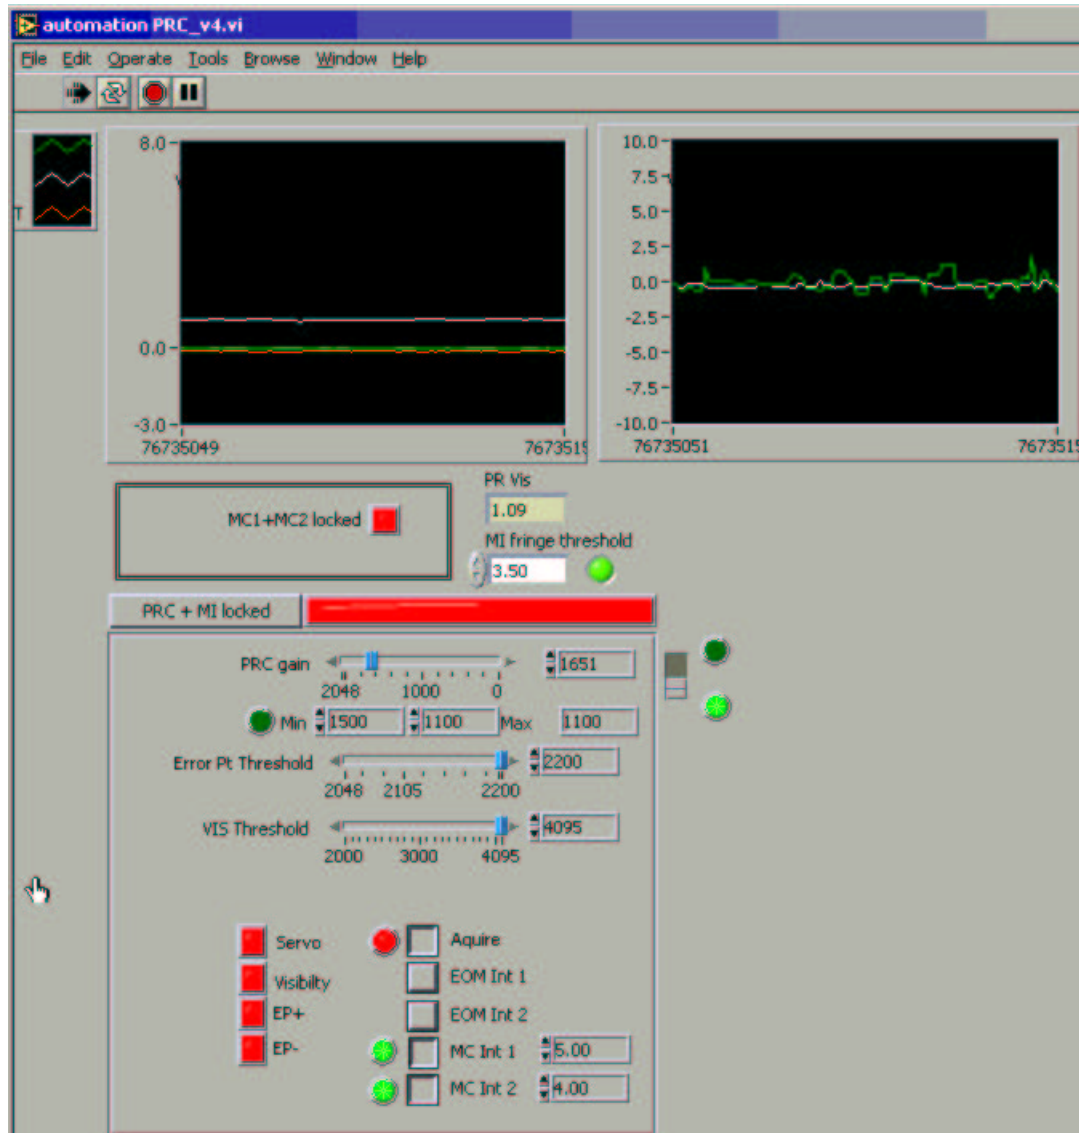 automation PRC_v4.vi
File Edit Operate Tools Browse Window Help
T
8.0
0.0
-3.0
76735049 7673515
10.0
7.5
5.0
2.5
0.0
-2.5
-5.0
-7.5
-10.0
76735051 7673515
MC1+MC2 locked
PR Vis
1.09
MI fringe threshold
3.50
PRC + MI locked
PRC gain 1651
2048 1000 0
Min 1500 1100 Max 1100
Error Pt Threshold 2200
2048 2105 2200
VIS Threshold 4095
2000 3000 4095
Servo Aquire
Visibilty EOM Int 1
EP+ EOM Int 2
EP- MC Int 1 5.00
MC Int 2 4.00